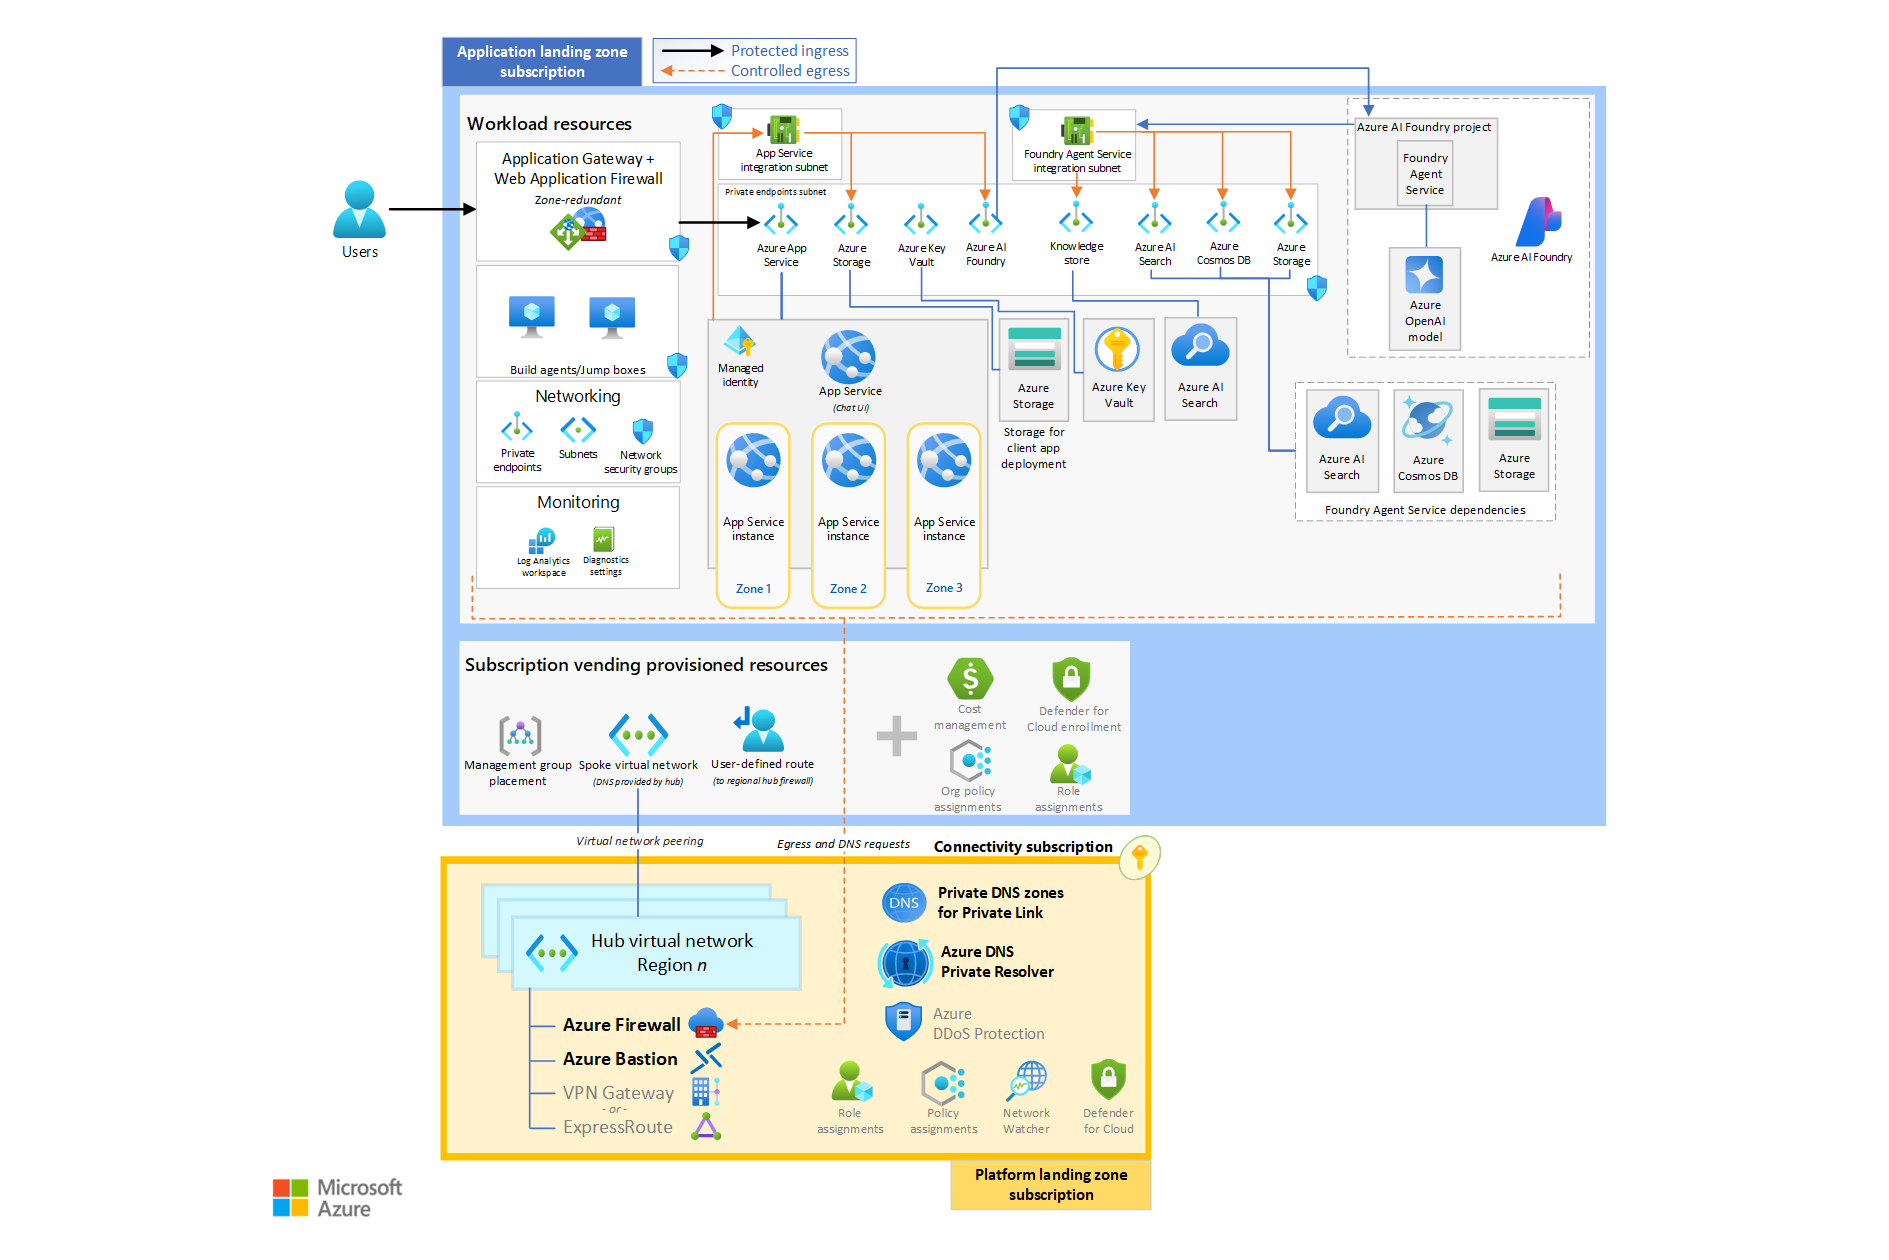 Application landing zone
subscription
Protected ingress
Controlled egress
Workload resources
Application Gateway +
Web Application Firewall
Zone-redundant
Users
Build agents/Jump boxes
Networking
Private
endpoints
Subnets
Network
security groups
Monitoring
Log Analytics
workspace
Diagnostics
settings
App Service
integration subnet
Foundry Agent Service
integration subnet
Private endpoints subnet
Azure App
Service
Azure
Storage
Azure Key
Vault
Azure AI
Foundry
Knowledge
store
Azure AI
Search
Azure
Cosmos DB
Azure
Storage
Azure AI Foundry project
Foundry
Agent
Service
Azure AI Foundry
Azure
OpenAI
model
Managed
identity
App Service
(Chat UI)
App Service
instance
Zone 1
App Service
instance
Zone 2
App Service
instance
Zone 3
Azure
Storage
Storage for
client app
deployment
Azure Key
Vault
Azure AI
Search
Azure AI
Search
Azure
Cosmos DB
Azure
Storage
Foundry Agent Service dependencies
Subscription vending provisioned resources
Management group
placement
Spoke virtual network
(DNS provided by hub)
User-defined route
(to regional hub firewall)
Cost
management
Defender for
Cloud enrollment
Org policy
assignments
Role
assignments
Virtual network peering
Egress and DNS requests
Connectivity subscription
Hub virtual network
Region n
Azure Firewall
Azure Bastion
VPN Gateway
- or -
ExpressRoute
DNS
Private DNS zones
for Private Link
Azure DNS
Private Resolver
Azure
DDoS Protection
Role
assignments
Policy
assignments
Network
Watcher
Defender
for Cloud
Platform landing zone
subscription
Microsoft
Azure